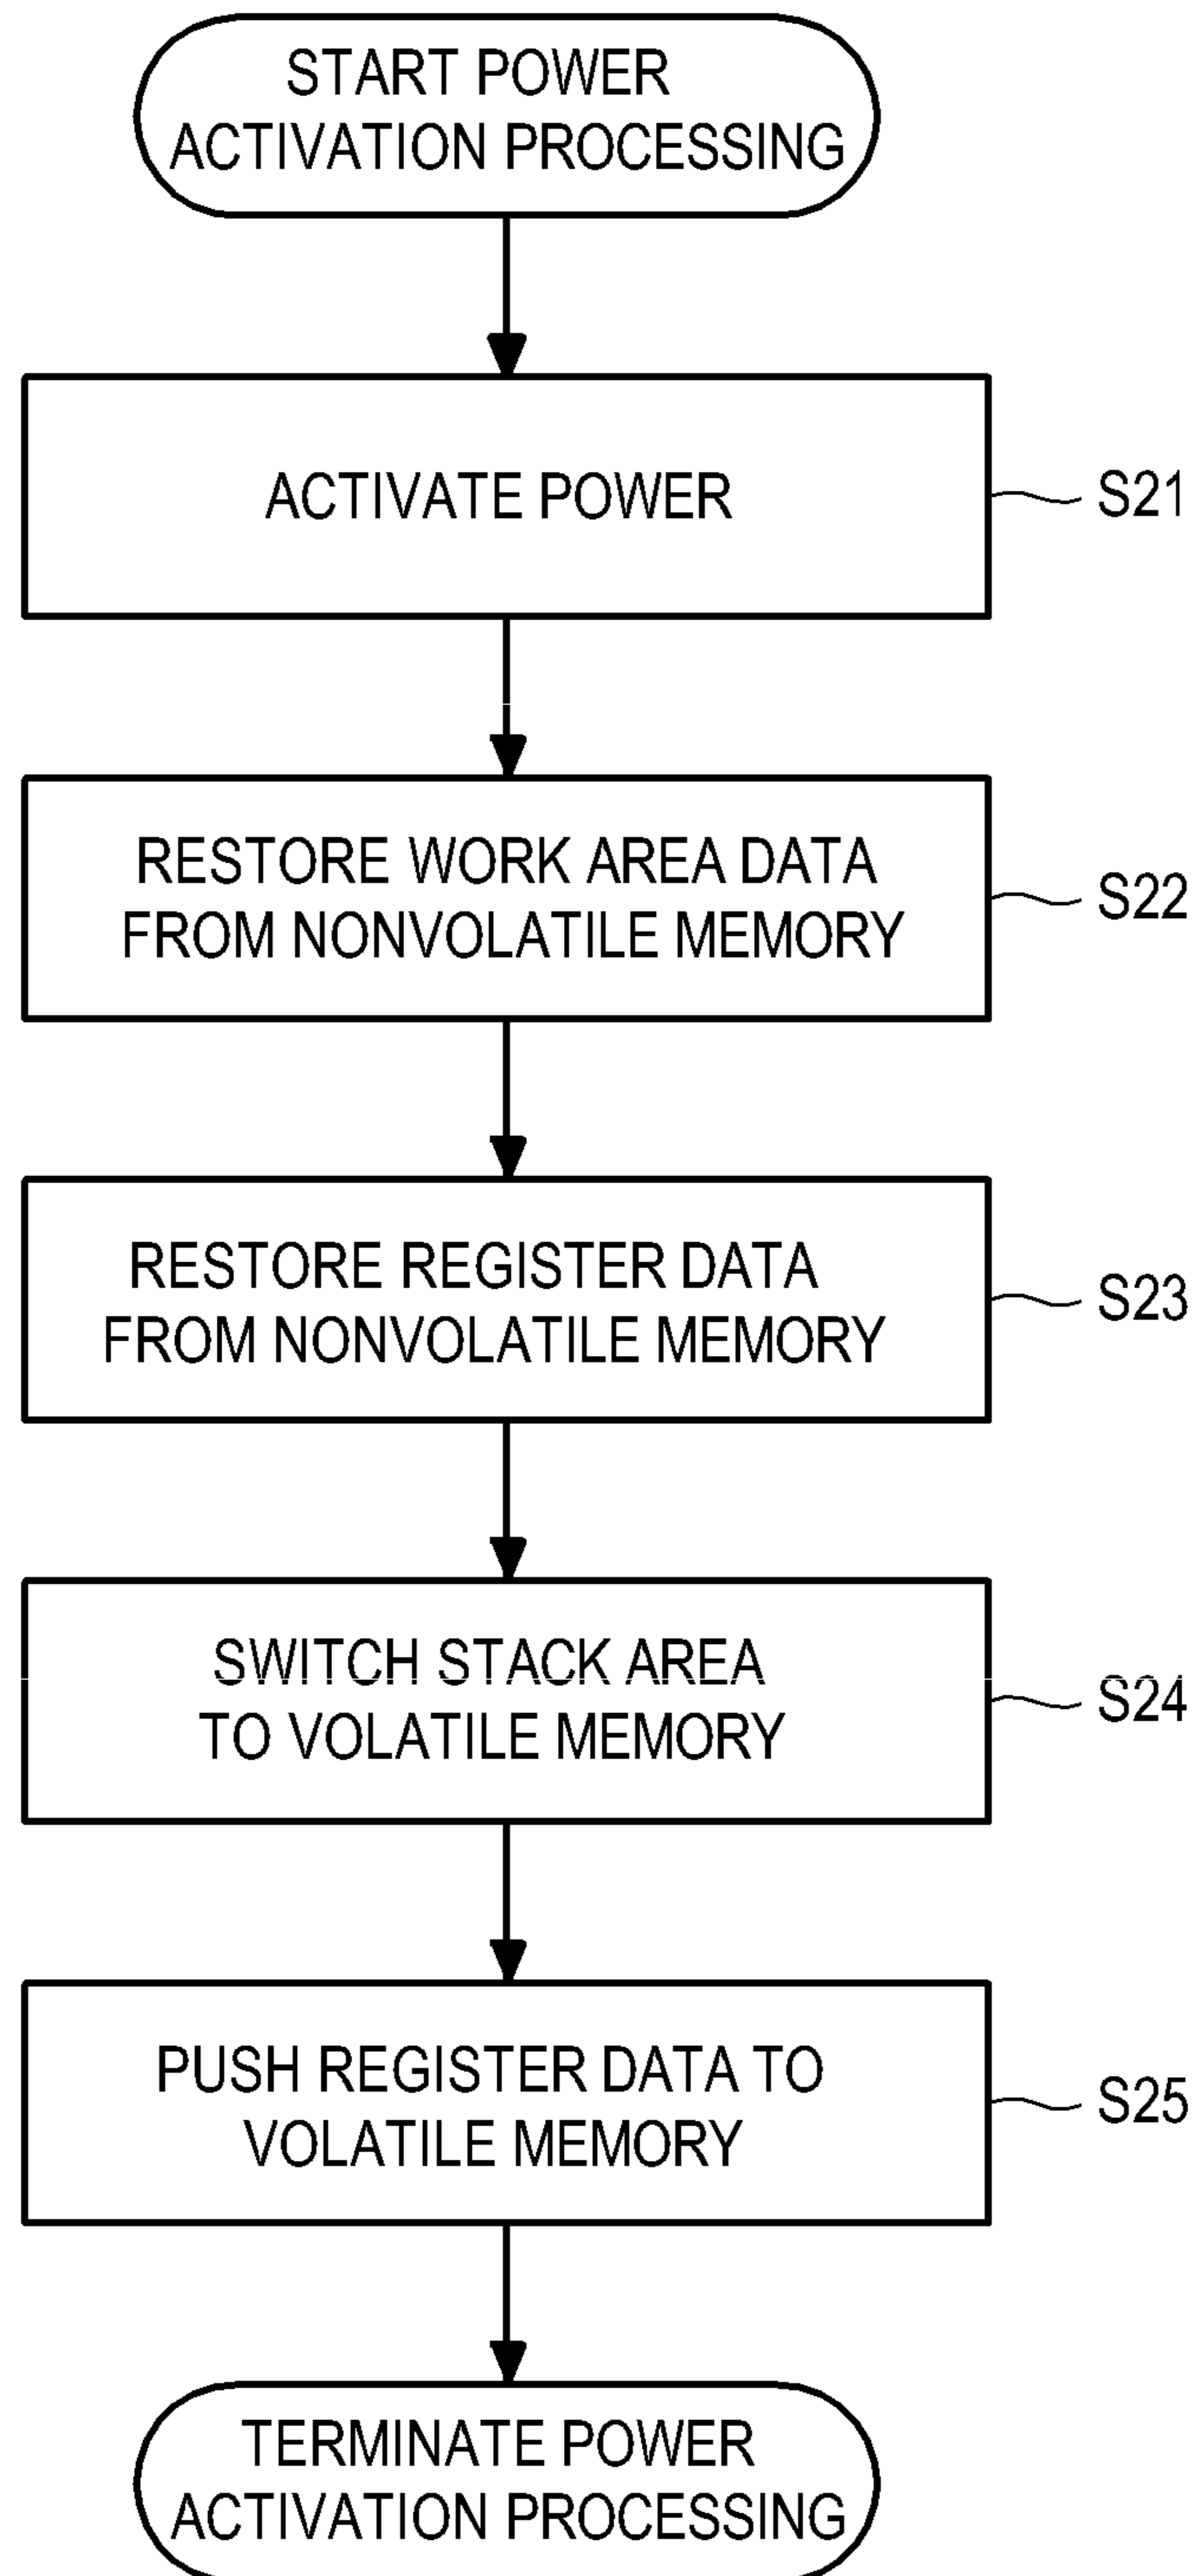 START POWER
ACTIVATION PROCESSING
ACTIVATE POWER
S21
RESTORE WORK AREA DATA
FROM NONVOLATILE MEMORY
S22
RESTORE REGISTER DATA
FROM NONVOLATILE MEMORY
S23
SWITCH STACK AREA
TO VOLATILE MEMORY
S24
PUSH REGISTER DATA TO
VOLATILE MEMORY
S25
TERMINATE POWER
ACTIVATION PROCESSING